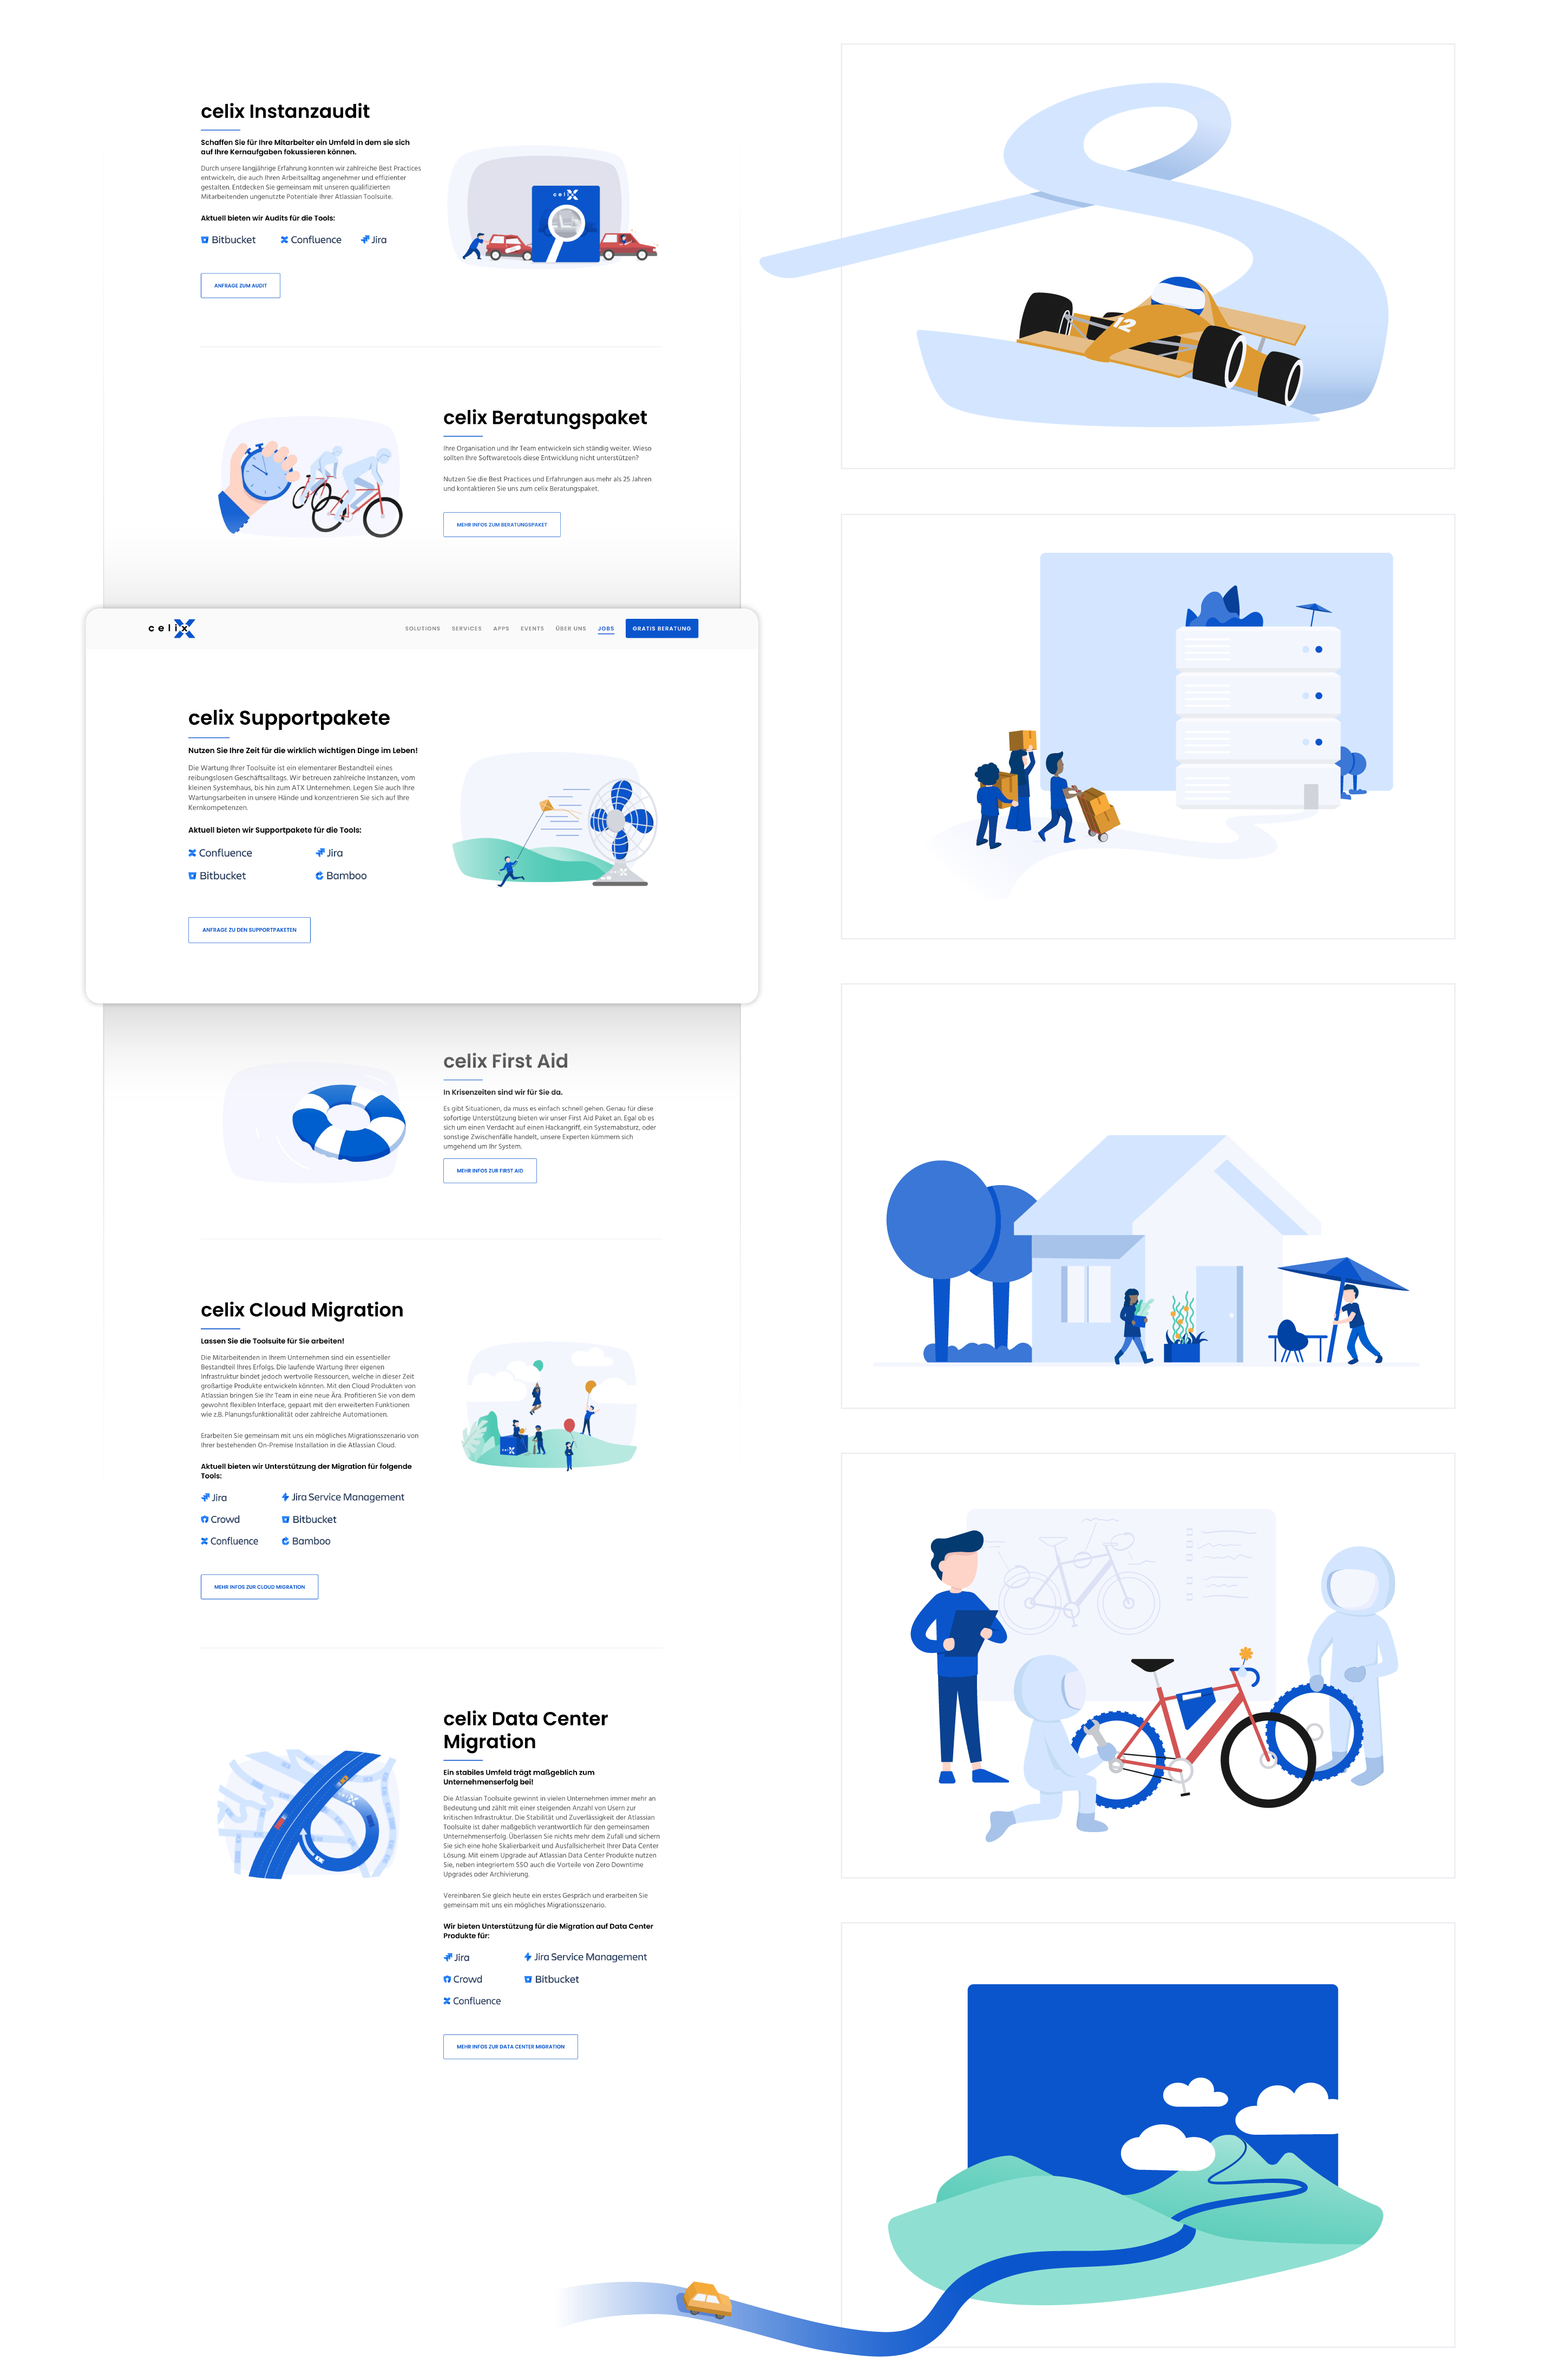 celix Instanzaudit
Schaffen Sie für Ihre Mitarbeiter ein Umfeld in dem sie sich
auf Ihre Kernaufgaben fokussieren können.
Durch unsere langjährige Erfahrung konnten wir zahlreiche Best Practices
entwickeln, die auch Ihren Arbeitsalltag angenehmer und effizienter
gestalten. Entdecken Sie gemeinsam mit unseren qualifizierten
Mitarbeitenden ungenutzte Potentiale Ihrer Atlassian Toolsuite.
Aktuell bieten wir Audits für die Tools:
Bitbucket Confluence Jira
ANFRAGE ZUM AUDIT
celix
12
celix Beratungspaket
Ihre Organisation und Ihr Team entwickeln sich ständig weiter. Wieso
sollten Ihre Softwaretools diese Entwicklung nicht unterstützen?
Nutzen Sie die Best Practices und Erfahrungen aus mehr als 25 Jahren
und kontaktieren Sie uns zum celix Beratungspaket.
MEHR INFOS ZUM BERATUNGSPAKET
celix
SOLUTIONS SERVICES APPS EVENTS ÜBER UNS JOBS GRATIS BERATUNG
celix Supportpakete
Nutzen Sie Ihre Zeit für die wirklich wichtigen Dinge im Leben!
Die Wartung Ihrer Toolsuite ist ein elementarer Bestandteil eines
reibungslosen Geschäftsalltags. Wir betreuen zahlreiche Instanzen, vom
kleinen Systemhaus, bis hin zum ATX Unternehmen. Legen Sie auch Ihre
Wartungsarbeiten in unsere Hände und konzentrieren Sie sich auf Ihre
Kernkompetenzen.
Aktuell bieten wir Supportpakete für die Tools:
Confluence Jira
Bitbucket Bamboo
ANFRAGE ZU DEN SUPPORTPAKETEN
celix First Aid
In Krisenzeiten sind wir für Sie da.
Es gibt Situationen, da muss es einfach schnell gehen. Genau für diese
sofortige Unterstützung bieten wir unser First Aid Paket an. Egal ob es
sich um einen Verdacht auf einen Hackangriff, ein Systemabsturz, oder
sonstige Zwischenfälle handelt, unsere Experten kümmern sich
umgehend um Ihr System.
MEHR INFOS ZUR FIRST AID
celix Cloud Migration
Lassen Sie die Toolsuite für Sie arbeiten!
Die Mitarbeitenden in Ihrem Unternehmen sind ein essentieller
Bestandteil Ihres Erfolgs. Die laufende Wartung Ihrer eigenen
Infrastruktur bindet jedoch wertvolle Ressourcen, welche in dieser Zeit
großartige Produkte entwickeln könnten. Mit den Cloud Produkten von
Atlassian bringen Sie Ihr Team in eine neue Ära. Profitieren Sie von dem
gewohnt flexiblen Interface, gepaart mit den erweiterten Funktionen
wie z.B. Planungsfunktionalität oder zahlreiche Automationen.
Erarbeiten Sie gemeinsam mit uns ein mögliches Migrationsszenario von
Ihrer bestehenden On-Premise Installation in die Atlassian Cloud.
Aktuell bieten wir Unterstützung der Migration für folgende
Tools:
Jira Jira Service Management
Crowd Bitbucket
Confluence Bamboo
MEHR INFOS ZUR CLOUD MIGRATION
celix Data Center
Migration
Ein stabiles Umfeld trägt maßgeblich zum
Unternehmenserfolg bei!
Die Atlassian Toolsuite gewinnt in vielen Unternehmen immer mehr an
Bedeutung und zählt mit einer steigenden Anzahl von Usern zur
kritischen Infrastruktur. Die Stabilität und Zuverlässigkeit der Atlassian
Toolsuite ist daher maßgeblich verantwortlich für den gemeinsamen
Unternehmenserfolg. Überlassen Sie nichts mehr dem Zufall und sichern
Sie sich eine hohe Skalierbarkeit und Ausfallsicherheit Ihrer Data Center
Lösung. Mit einem Upgrade auf Atlassian Data Center Produkte nutzen
Sie, neben integriertem SSO auch die Vorteile von Zero Downtime
Upgrades oder Archivierung.
Vereinbaren Sie gleich heute ein erstes Gespräch und erarbeiten Sie
gemeinsam mit uns ein mögliches Migrationsszenario.
Wir bieten Unterstützung für die Migration auf Data Center
Produkte für:
Jira Jira Service Management
Crowd Bitbucket
Confluence
MEHR INFOS ZUR DATA CENTER MIGRATION